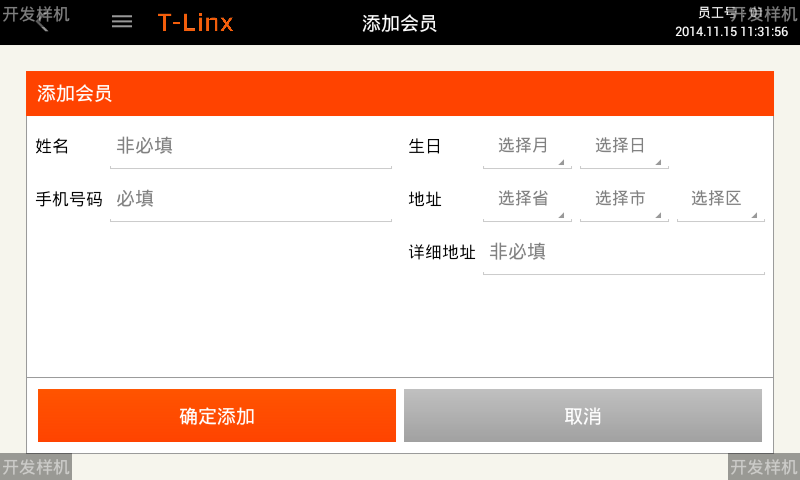 开发样机
T-Linx
添加会员
员工号
开发样机
2014.11.15 11:31:56
添加会员
姓名 非必填 生日 选择月 选择日
手机号码 必填 地址 选择省 选择市 选择区
详细地址 非必填
确定添加 取消
开发样机 开发样机